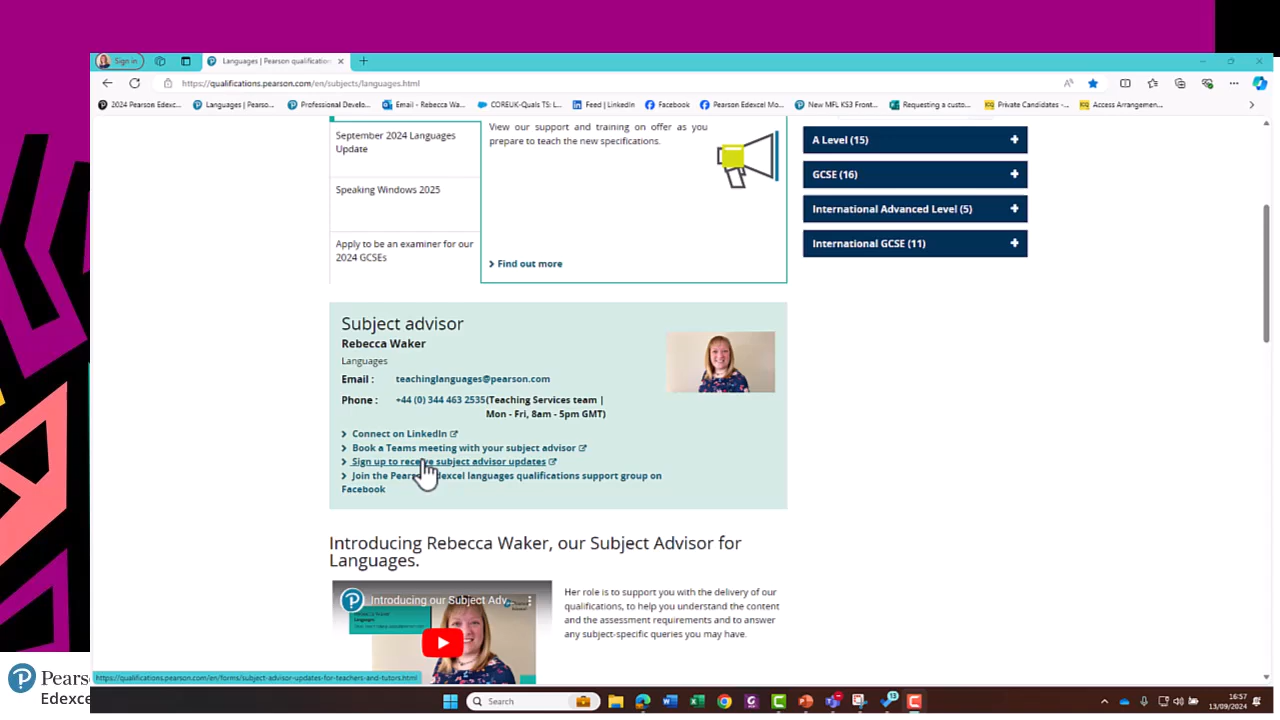 Sign in
Languages | Pearson qualification
https://qualifications.pearson.com/en/subjects/languages.html
2024 Pearson Edexc...
Languages | Pearso...
Professional Develo...
Email - Rebecca Wa...
COREUK-Quals TS: L...
Feed | LinkedIn
Facebook
Pearson Edexcel Mo...
New MFL KS3 Front...
Requesting a custo...
Private Candidates -...
Access Arrangemen...
September 2024 Languages
Update
Speaking Windows 2025
Apply to be an examiner for our
2024 GCSEs
View our support and training on offer as you
prepare to teach the new specifications.
Find out more
A Level (15)
GCSE (16)
International Advanced Level (5)
International GCSE (11)
Subject advisor
Rebecca Waker
Languages
Email : teachinglanguages@pearson.com
Phone : +44 (0) 344 463 2535(Teaching Services team |
Mon - Fri, 8am - 5pm GMT)
Connect on LinkedIn
Book a Teams meeting with your subject advisor
Sign up to receive subject advisor updates
Join the Pearson Edexcel languages qualifications support group on
Facebook
Introducing Rebecca Waker, our Subject Advisor for
Languages.
Introducing our Subject Adv...
Her role is to support you with the delivery of our
qualifications, to help you understand the content
and the assessment requirements and to answer
any subject-specific queries you may have.
https://qualifications.pearson.com/en/forms/subject-advisor-updates-for-teachers-and-tutors.html
Pears
Edexce
Search
13
16:57
13/09/2024